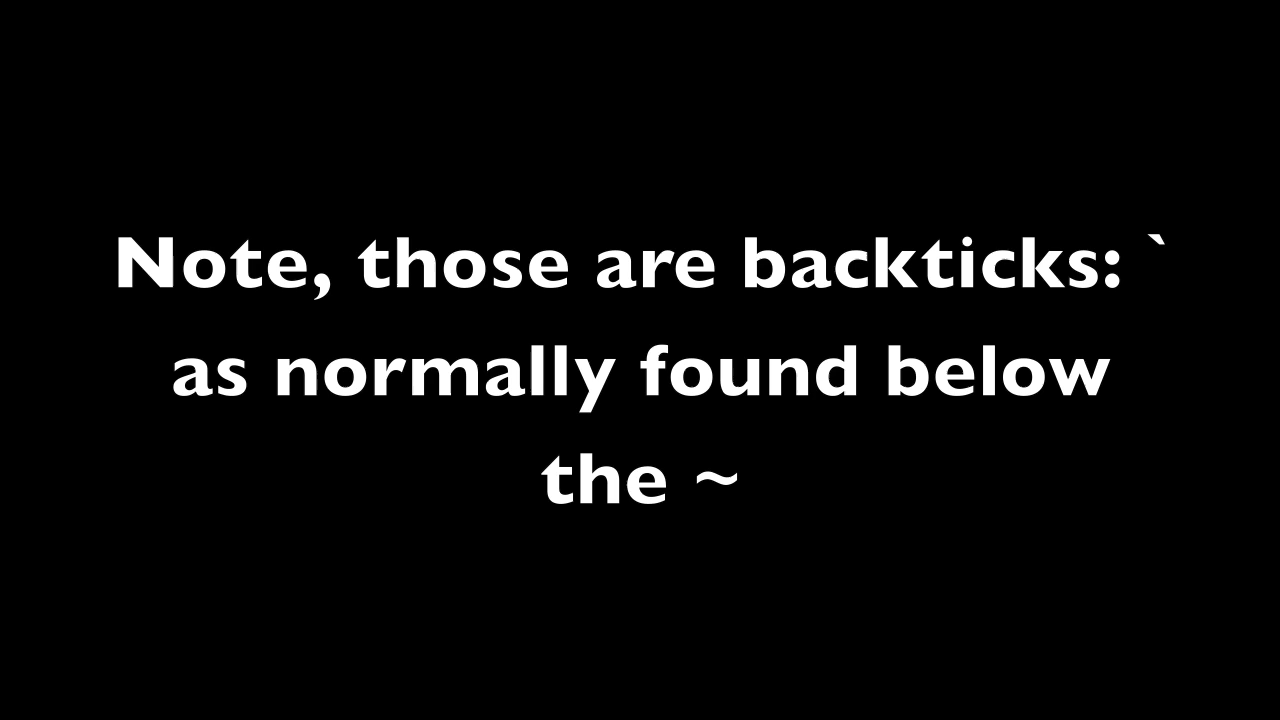 Note, those are backticks: `
as normally found below
the ~